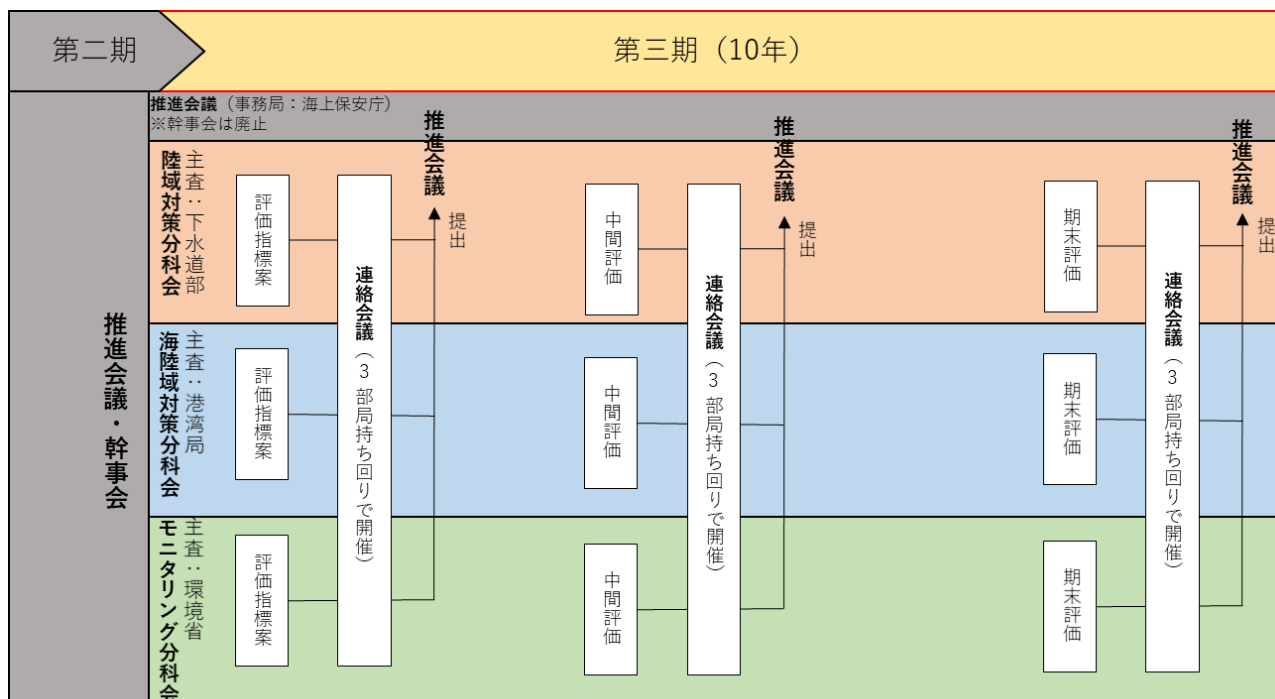 第二期
第三期（10年）
推進会議・幹事会
推進会議（事務局：海上保安庁）
※幹事会は廃止
推進会議
推進会議
推進会議
陸域対策分科会
主査：下水道部
評価指標案
連絡会議（３部局持ち回りで開催）
提出
中間評価
連絡会議（３部局持ち回りで開催）
提出
期末評価
連絡会議（３部局持ち回りで開催）
提出
海陸域対策分科会
主査：港湾局
評価指標案
中間評価
期末評価
モニタリング分科会
主査：環境省
評価指標案
中間評価
期末評価